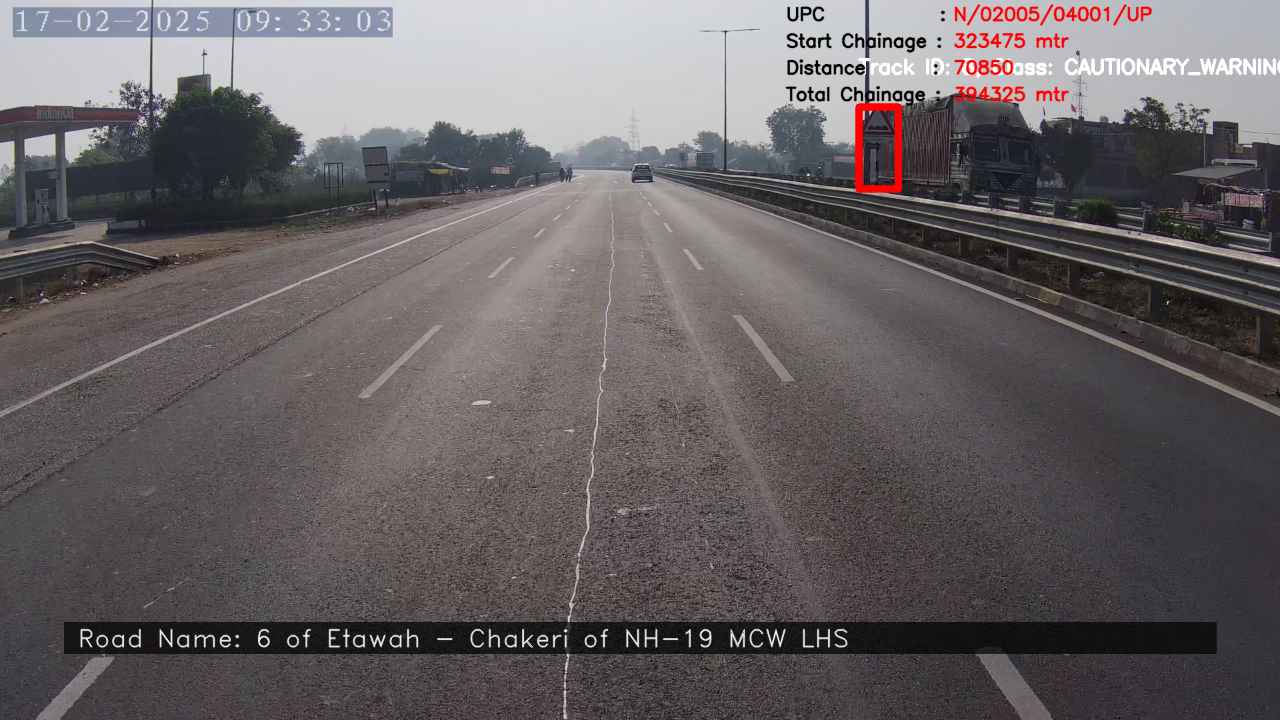 17-02-2025 09:33:03
UPC : N/02005/04001/UP
Start Chainage : 323475 mtr
Distance : 70850
Track ID: Class: CAUTIONARY_WARNING
Total Chainage : 394325 mtr
Road Name: 6 of Etawah - Chakeri of NH-19 MCW LHS